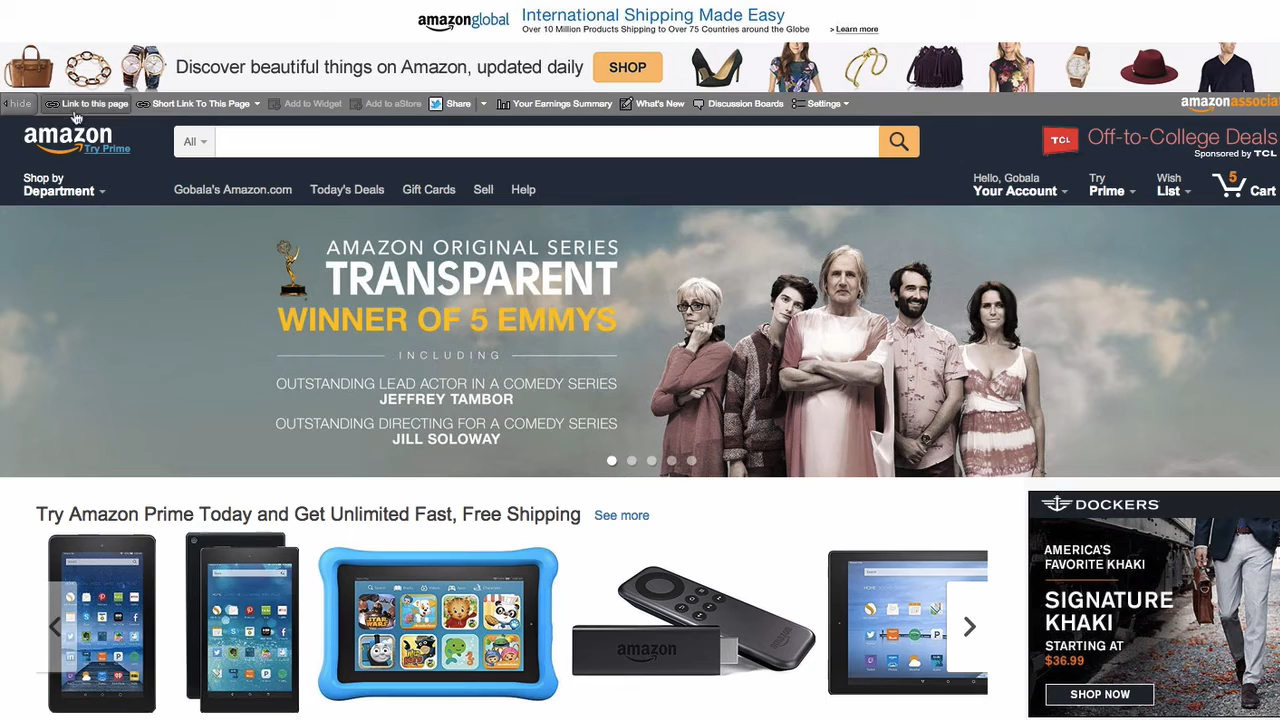 amazonglobal International Shipping Made Easy
Over 10 Million Products Shipping to Over 75 Countries around the Globe > Learn more
Discover beautiful things on Amazon, updated daily SHOP
hide Link to this page Short Link To This Page Add to Widget Add to aStore Share Your Earnings Summary What's New Discussion Boards Settings amazonassocia
amazon
Try Prime
All
TCL Off-to-College Deals
Sponsored by TCL
Shop by
Department
Gobala's Amazon.com Today's Deals Gift Cards Sell Help
Hello, Gobala
Your Account
Try
Prime
Wish
List
5
Cart
AMAZON ORIGINAL SERIES
TRANSPARENT
WINNER OF 5 EMMYS
INCLUDING
OUTSTANDING LEAD ACTOR IN A COMEDY SERIES
JEFFREY TAMBOR
OUTSTANDING DIRECTING FOR A COMEDY SERIES
JILL SOLOWAY
Try Amazon Prime Today and Get Unlimited Fast, Free Shipping See more
STAR WARS
amazon
DOCKERS
AMERICA'S
FAVORITE KHAKI
SIGNATURE
KHAKI
STARTING AT
$36.99
SHOP NOW